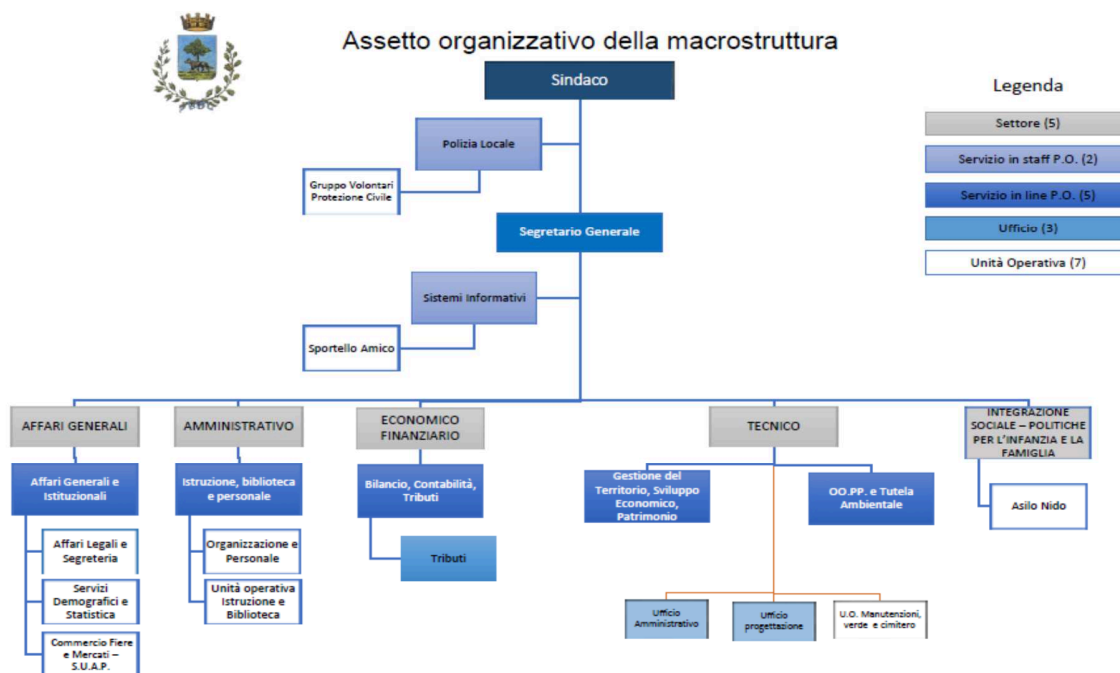 Assetto organizzativo della macrostruttura
Sindaco
Legenda
Settore (5)
Servizio in staff P.O. (2)
Servizio in line P.O. (5)
Ufficio (3)
Unità Operativa (7)
Polizia Locale
Gruppo Volontari
Protezione Civile
Segretario Generale
Sistemi Informativi
Sportello Amico
AFFARI GENERALI
AMMINISTRATIVO
ECONOMICO
FINANZIARIO
TECNICO
INTEGRAZIONE
SOCIALE – POLITICHE
PER L'INFANZIA E LA
FAMIGLIA
Affari Generali e
Istituzionali
Istruzione, biblioteca
e personale
Bilancio, Contabilità,
Tributi
Gestione del
Territorio, Sviluppo
Economico,
Patrimonio
OO.PP. e Tutela
Ambientale
Asilo Nido
Affari Legali e
Segreteria
Organizzazione e
Personale
Tributi
Servizi
Demografici e
Statistica
Unità operativa
Istruzione e
Biblioteca
Commercio Fiere
e Mercati –
S.U.A.P.
Ufficio
Amministrativo
Ufficio
progettazione
U.O. Manutenzioni,
verde e cimitero